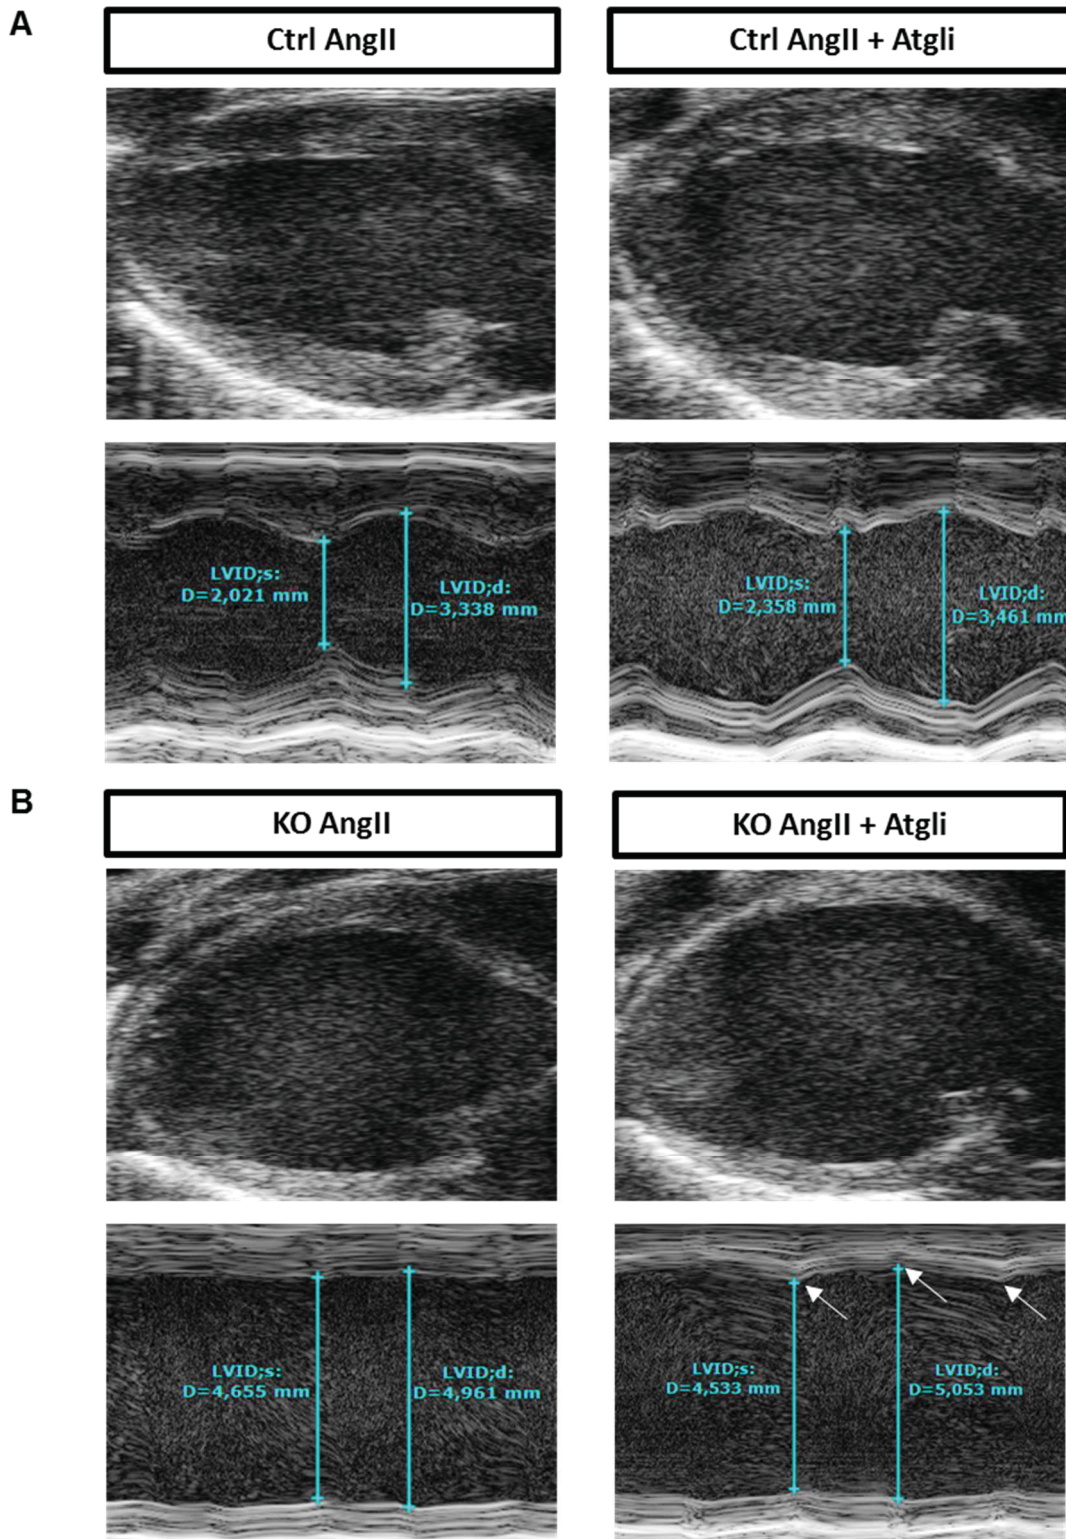 A
Ctrl AngII
Ctrl AngII + Atgli
LVID;s:
D=2,021 mm
LVID;d:
D=3,338 mm
LVID;s:
D=2,358 mm
LVID;d:
D=3,461 mm
B
KO AngII
KO AngII + Atgli
LVID;s:
D=4,655 mm
LVID;d:
D=4,961 mm
LVID;s:
D=4,533 mm
LVID;d:
D=5,053 mm